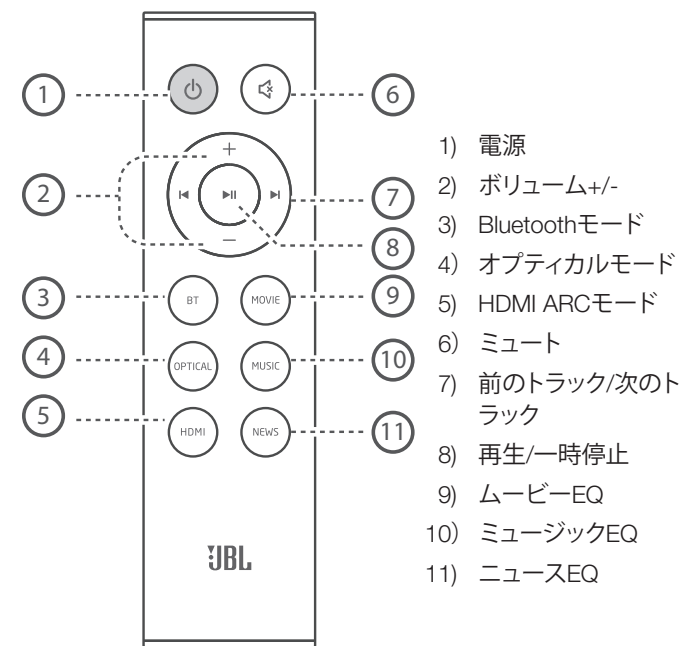 1
6
2
7
8
3
BT
MOVIE
9
4
OPTICAL
MUSIC
10
5
HDMI
NEWS
11
JBL
1) 電源
2) ボリューム+/-
3) Bluetoothモード
4） オプティカルモード
5) HDMI ARCモード
6） ミュート
7) 前のトラック/次のト
ラック
8) 再生/一時停止
9) ムービーEQ
10） ミュージックEQ
11) ニュースEQ